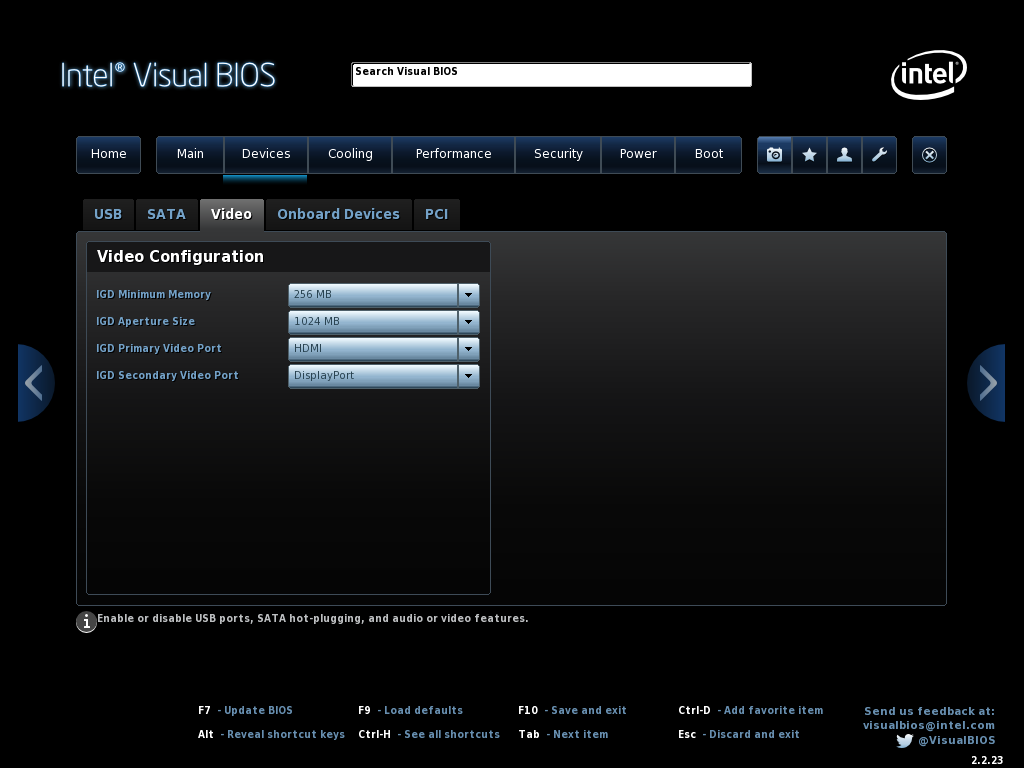 Intel® Visual BIOS
Search Visual BIOS
intel®
Home Main Devices Cooling Performance Security Power Boot
USB SATA Video Onboard Devices PCI
Video Configuration
IGD Minimum Memory 256 MB
IGD Aperture Size 1024 MB
IGD Primary Video Port HDMI
IGD Secondary Video Port DisplayPort
Enable or disable USB ports, SATA hot-plugging, and audio or video features.
F7 - Update BIOS F9 - Load defaults F10 - Save and exit Ctrl-D - Add favorite item
Alt - Reveal shortcut keys Ctrl-H - See all shortcuts Tab - Next item Esc - Discard and exit
Send us feedback at:
visualbios@intel.com
@VisualBIOS
2.2.23